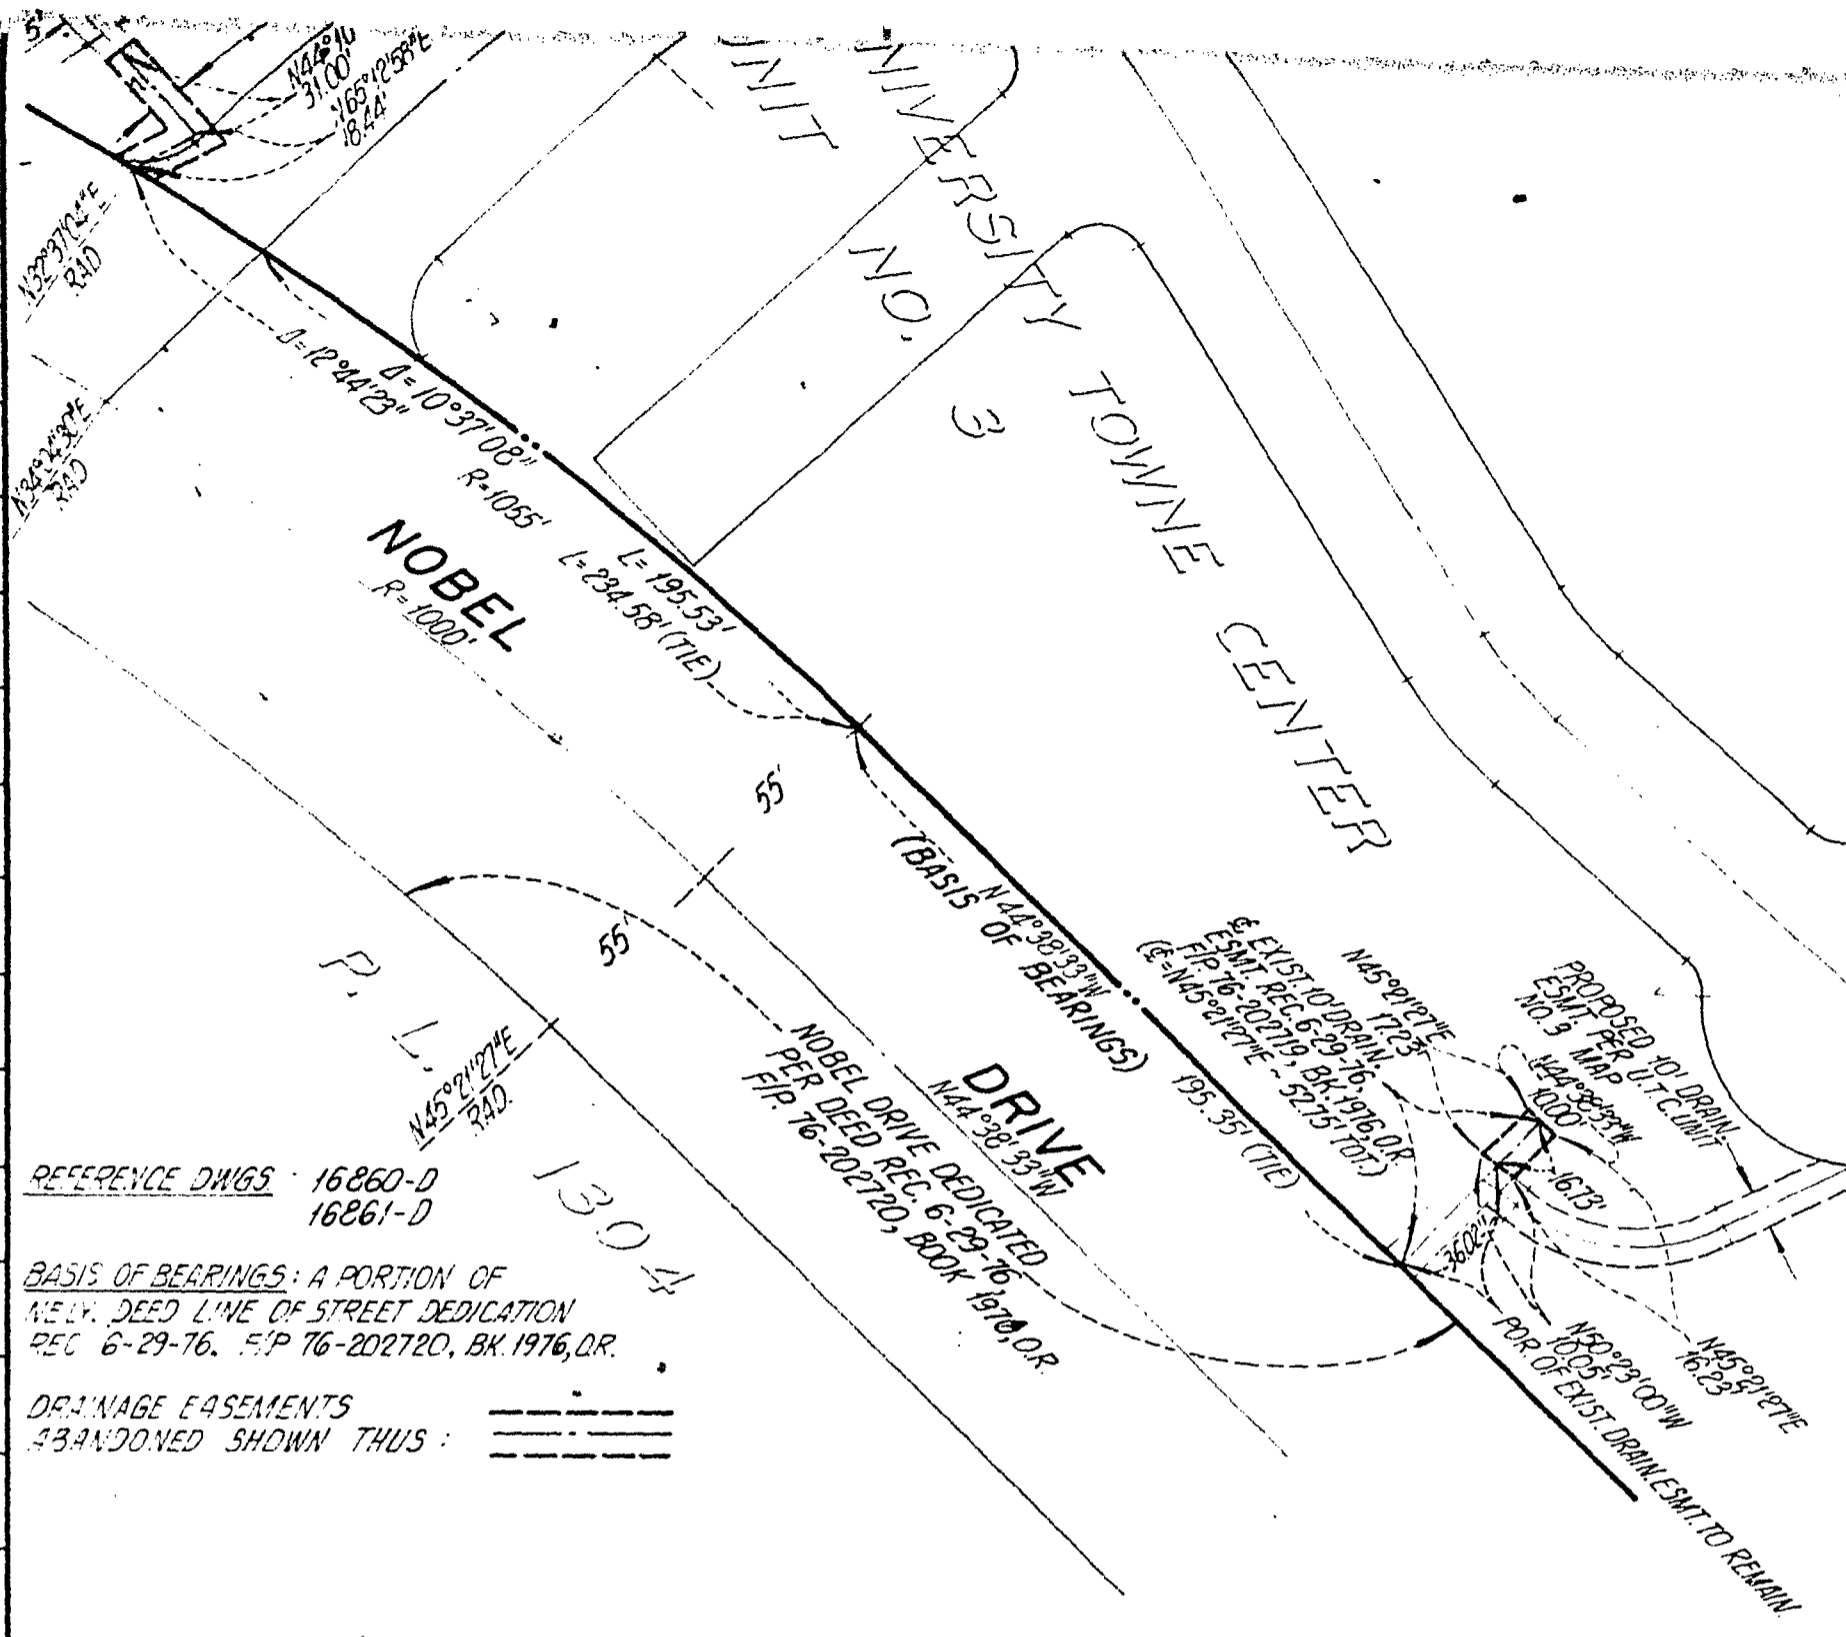 5'
31.00'
N65°12'58"E
18.44'
N32°37'04"E
RAD
N34°24'30"E
RAD
UNIT
NO.
3
UNIVERSITY TOWNE CENTER
Δ=12°44'23"
Δ=10°37'08"
R=1055'
L=195.53'
L=234.58' (TIE)
NOBEL
R=1000'
55'
55'
(BASIS OF BEARINGS)
N44°38'33"W
195.35' (TIE)
DRIVE
N44°38'33"W
NOBEL DRIVE DEDICATED
PER DEED REC. 6-29-76,
F/P. 76-202720, BOOK 1976, O.R.
P. L. 1304
N45°21'27"E
RAD.
℄ EXIST. 10' DRAIN.
ESMT. REC. 6-29-76,
F/P. 76-202719, BK. 1976, O.R.
(℄=N45°21'27"E ~ 52.75' TOT.)
N45°21'27"E
17.23'
PROPOSED 10' DRAIN.
ESMT. PER U.T.C. UNIT
NO. 3 MAP
N44°38'33"W
10.00'
16.73'
36.02'
N45°21'27"E
16.23'
N50°23'00"W
10.05'
POR. OF EXIST. DRAIN. ESMT. TO REMAIN.
REFERENCE DWGS : 16860-D
16861-D
BASIS OF BEARINGS: A PORTION OF
NE'LY. DEED LINE OF STREET DEDICATION
REC 6-29-76. F/P 76-202720, BK. 1976, O.R.
DRAINAGE EASEMENTS
ABANDONED SHOWN THUS :